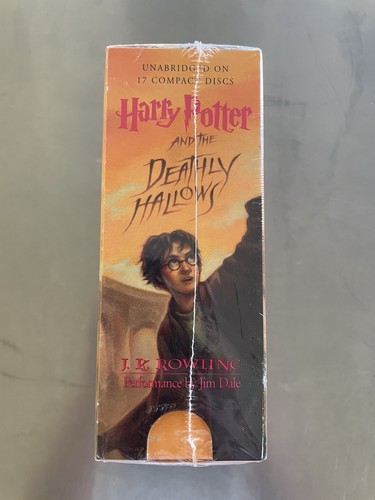 UNABRIDGED ON
17 COMPACT DISCS
Harry Potter
AND THE
DEATHLY
HALLOWS
J. K. ROWLING
Performance by Jim Dale